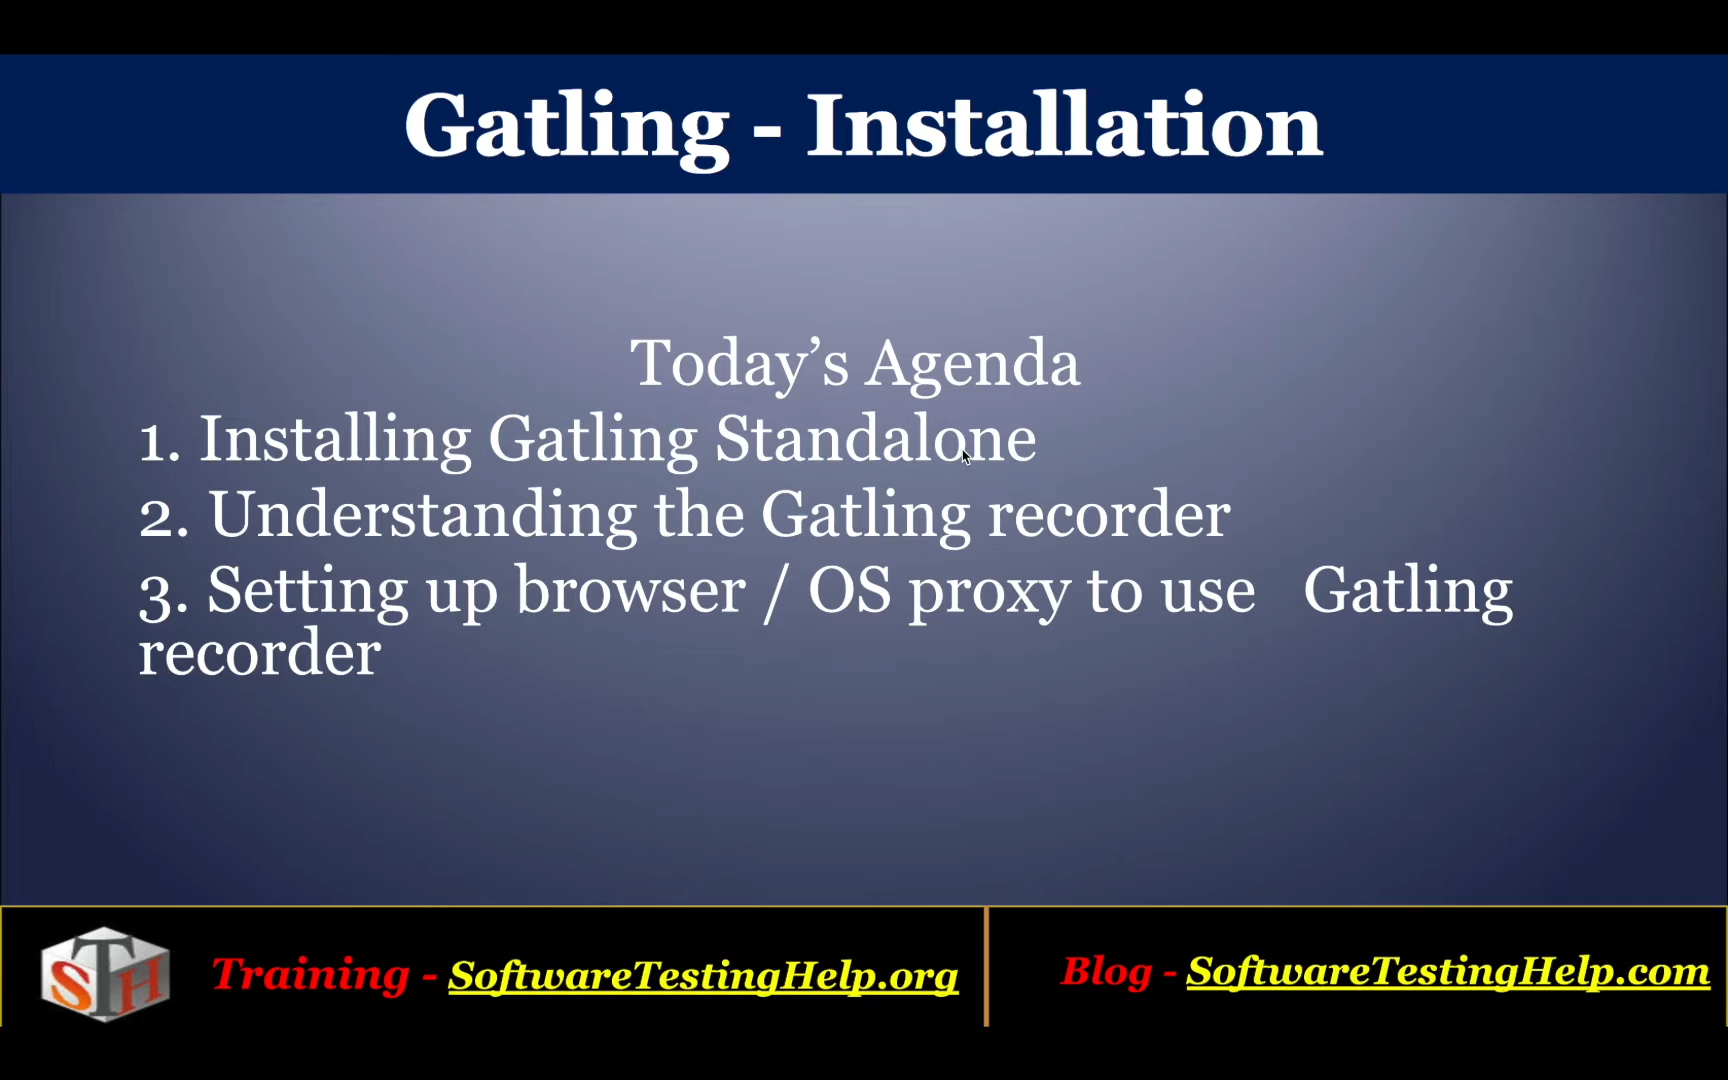 Gatling - Installation
Today’s Agenda
1. Installing Gatling Standalone
2. Understanding the Gatling recorder
3. Setting up browser / OS proxy to use   Gatling
recorder
STH
Training - SoftwareTestingHelp.org
Blog - SoftwareTestingHelp.com